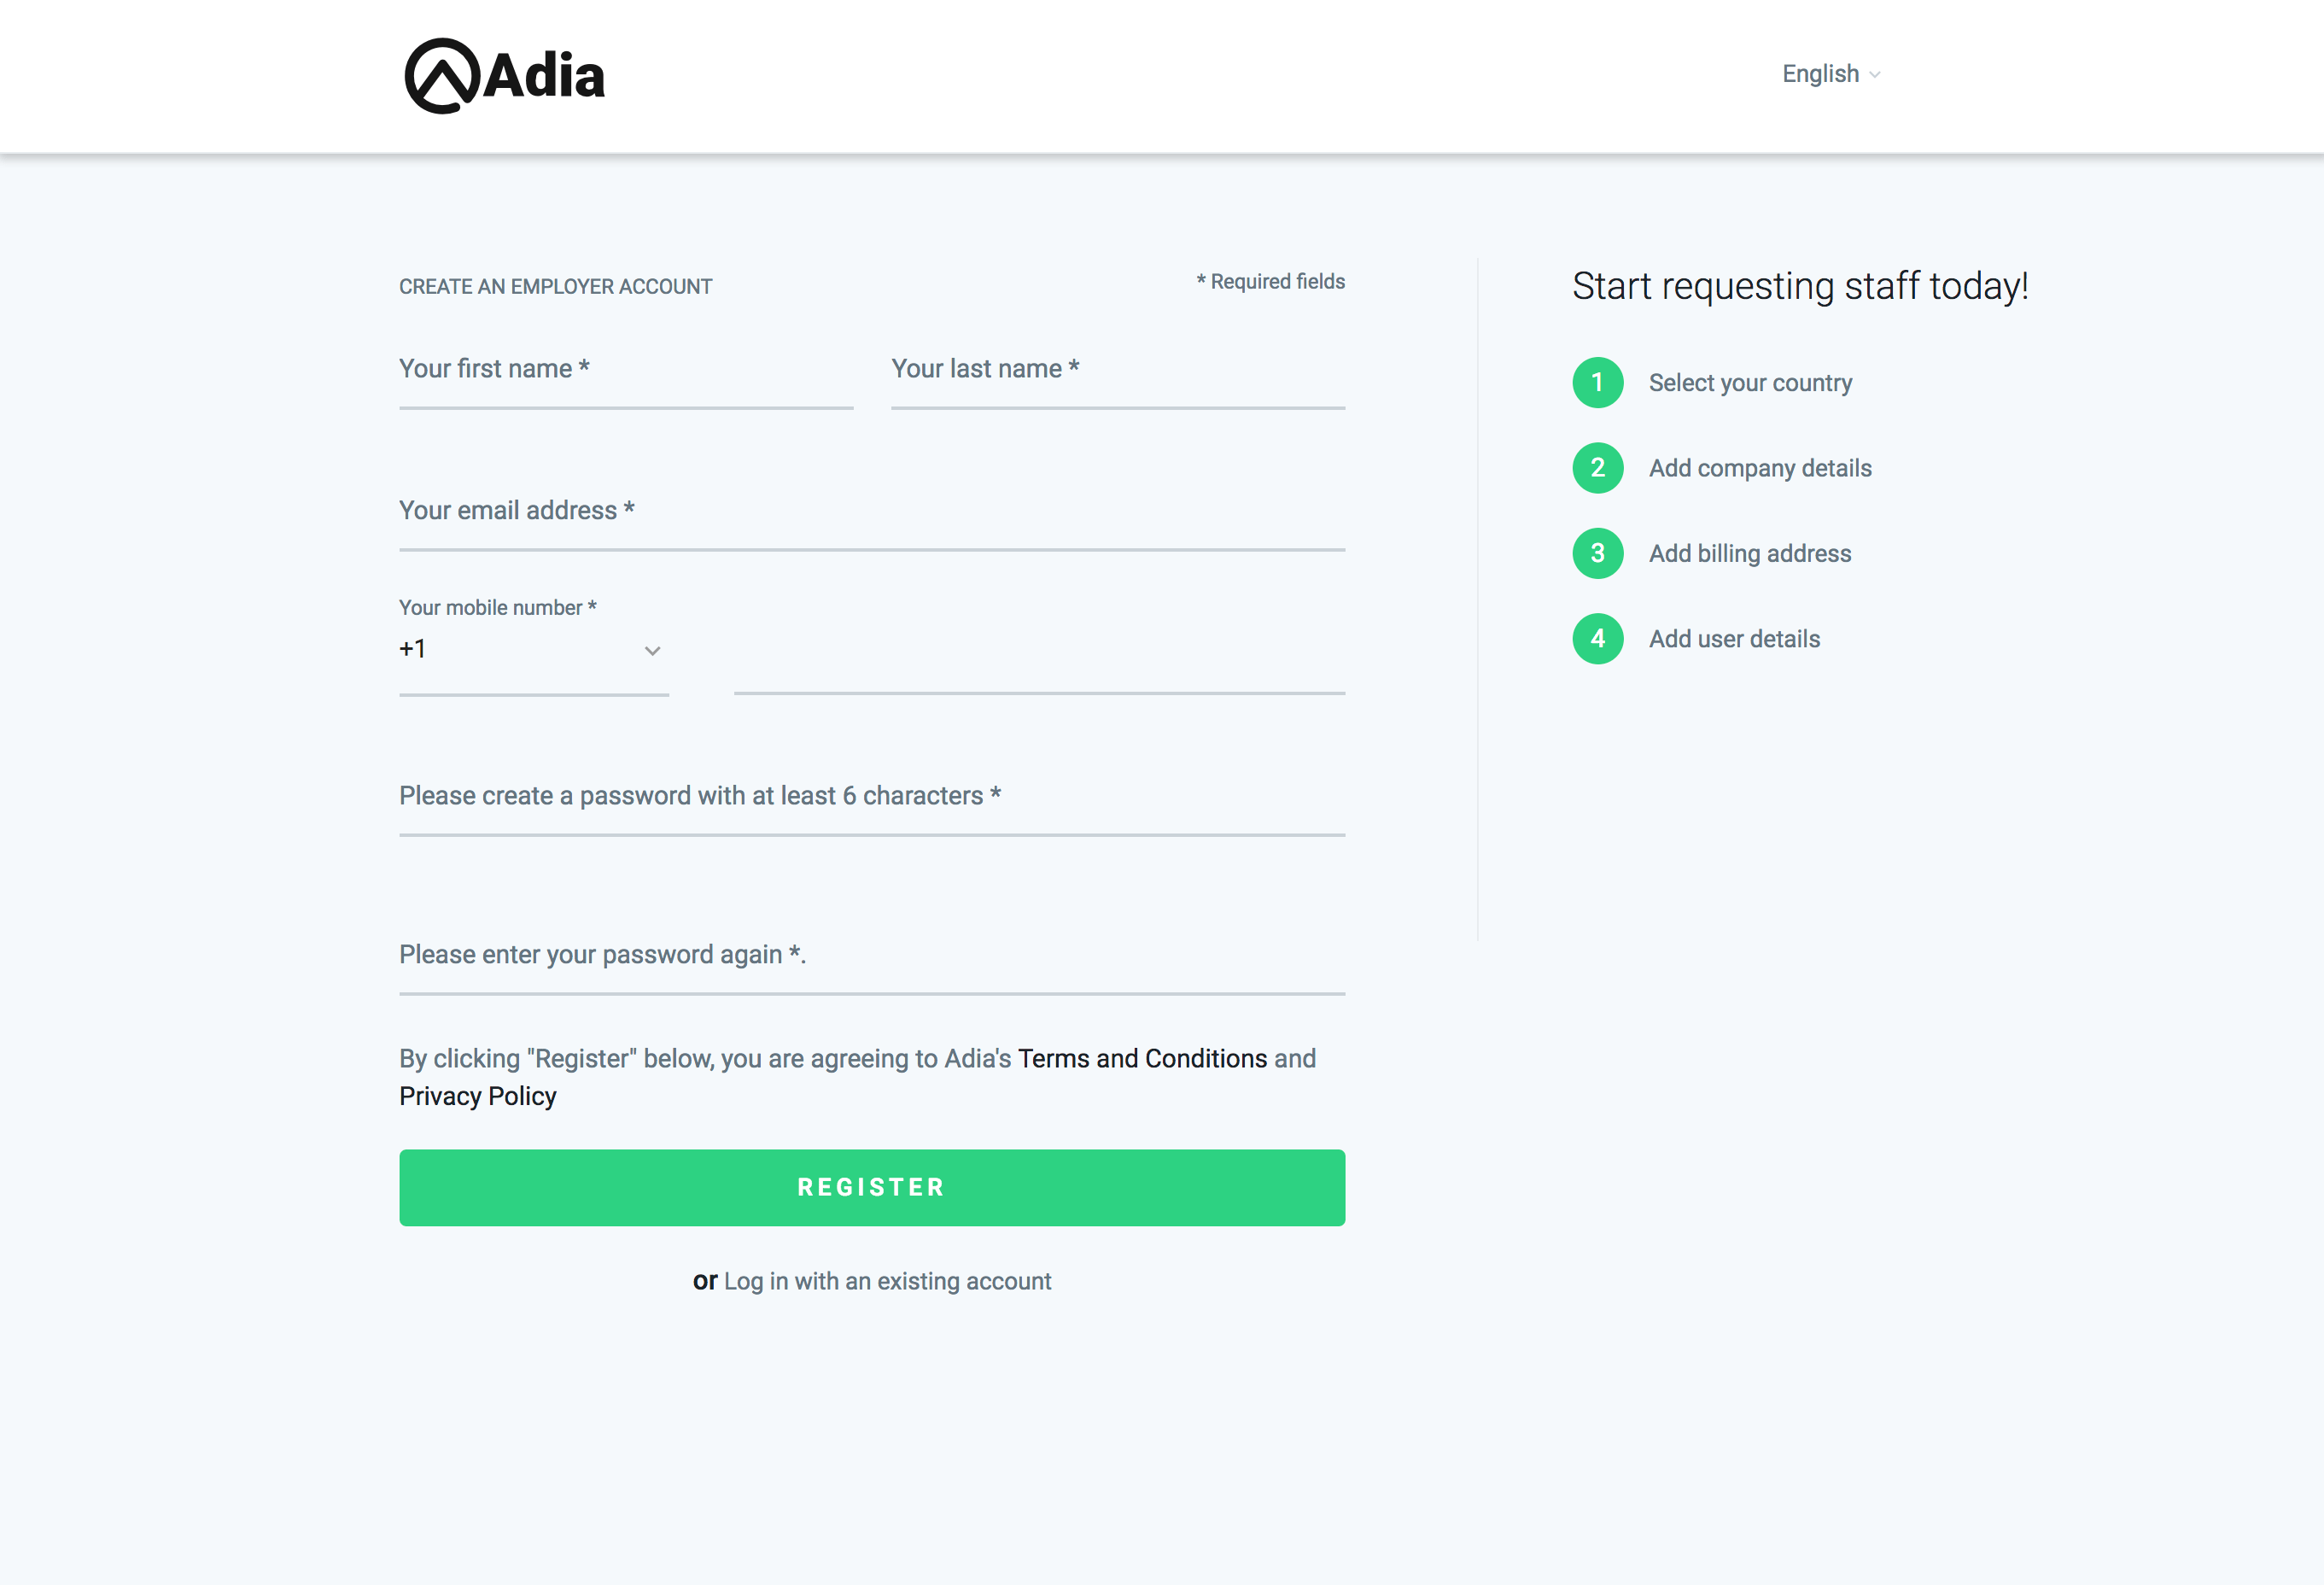 Adia
English
CREATE AN EMPLOYER ACCOUNT
* Required fields
Your first name *
Your last name *
Your email address *
Your mobile number *
+1
Please create a password with at least 6 characters *
Please enter your password again *.
By clicking "Register" below, you are agreeing to Adia's Terms and Conditions and
Privacy Policy
REGISTER
or Log in with an existing account
Start requesting staff today!
1 Select your country
2 Add company details
3 Add billing address
4 Add user details